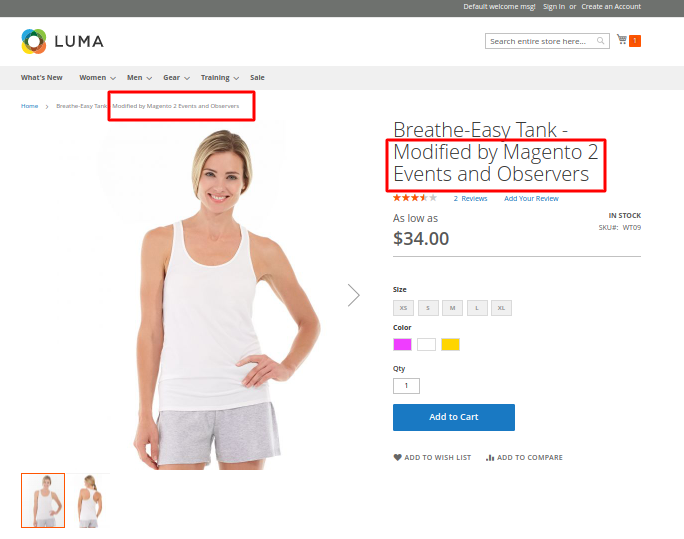 Default welcome msg! Sign In or Create an Account
LUMA
Search entire store here...
1
What's New Women Men Gear Training Sale
Home > Breathe-Easy Tank - Modified by Magento 2 Events and Observers
Breathe-Easy Tank -
Modified by Magento 2
Events and Observers
2 Reviews Add Your Review
As low as
IN STOCK
$34.00
SKU#: WT09
Size
XS S M L XL
Color
Qty
1
Add to Cart
ADD TO WISH LIST ADD TO COMPARE